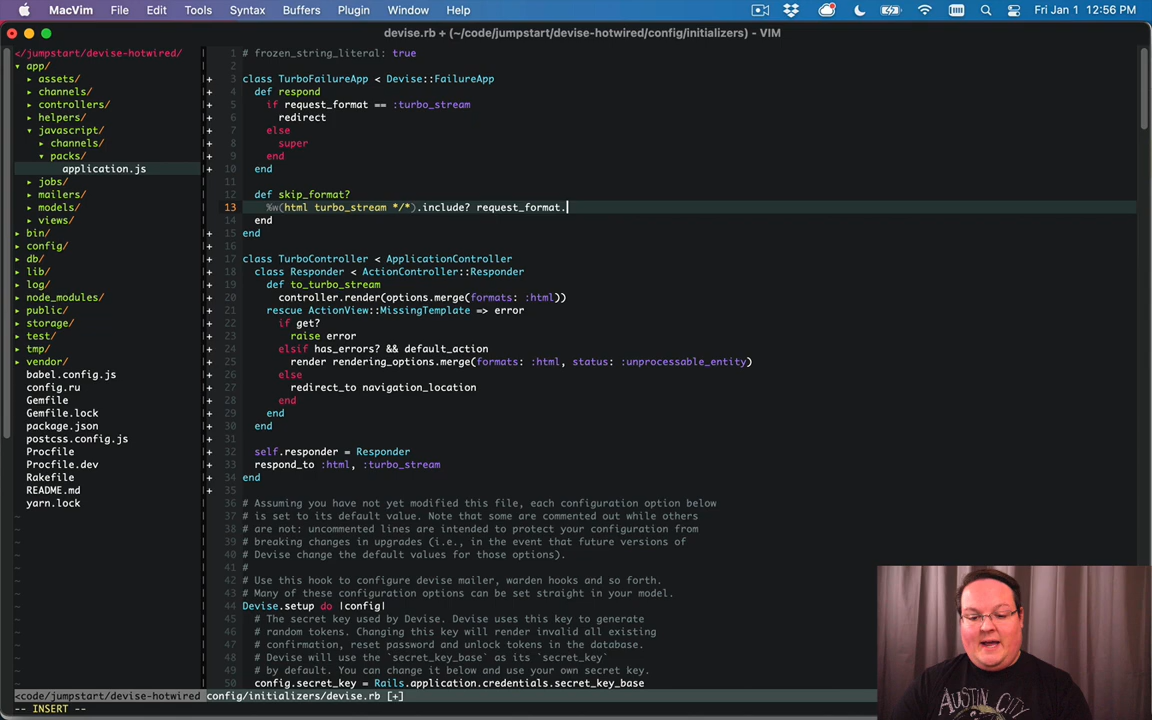 MacVim File Edit Tools Syntax Buffers Plugin Window Help Fri Jan 1 12:56 PM
devise.rb + (~/code/jumpstart/devise-hotwired/config/initializers) - VIM
</jumpstart/devise-hotwired/
▾ app/
▸ assets/
▸ channels/
▸ controllers/
▸ helpers/
▾ javascript/
▸ channels/
▾ packs/
application.js
▸ jobs/
▸ mailers/
▸ models/
▸ views/
▸ bin/
▸ config/
▸ db/
▸ lib/
▸ log/
▸ node_modules/
▸ public/
▸ storage/
▸ test/
▸ tmp/
▸ vendor/
babel.config.js
config.ru
Gemfile
Gemfile.lock
package.json
postcss.config.js
Procfile
Procfile.dev
Rakefile
README.md
yarn.lock
1 # frozen_string_literal: true
2
+ 3 class TurboFailureApp < Devise::FailureApp
+ 4 def respond
+ 5 if request_format == :turbo_stream
+ 6 redirect
+ 7 else
+ 8 super
+ 9 end
+ 10 end
+ 11
+ 12 def skip_format?
+ 13 %w(html turbo_stream */*).include? request_format.
+ 14 end
+ 15 end
+ 16
+ 17 class TurboController < ApplicationController
+ 18 class Responder < ActionController::Responder
+ 19 def to_turbo_stream
+ 20 controller.render(options.merge(formats: :html))
+ 21 rescue ActionView::MissingTemplate => error
+ 22 if get?
+ 23 raise error
+ 24 elsif has_errors? && default_action
+ 25 render rendering_options.merge(formats: :html, status: :unprocessable_entity)
+ 26 else
+ 27 redirect_to navigation_location
+ 28 end
+ 29 end
+ 30 end
+ 31
+ 32 self.responder = Responder
+ 33 respond_to :html, :turbo_stream
+ 34 end
+ 35
36 # Assuming you have not yet modified this file, each configuration option below
37 # is set to its default value. Note that some are commented out while others
38 # are not: uncommented lines are intended to protect your configuration from
39 # breaking changes in upgrades (i.e., in the event that future versions of
40 # Devise change the default values for those options).
41 #
42 # Use this hook to configure devise mailer, warden hooks and so forth.
43 # Many of these configuration options can be set straight in your model.
44 Devise.setup do |config|
45 # The secret key used by Devise. Devise uses this key to generate
46 # random tokens. Changing this key will render invalid all existing
47 # confirmation, reset password and unlock tokens in the database.
48 # Devise will use the `secret_key_base` as its `secret_key`
49 # by default. You can change it below and use your own secret key.
50 config.secret_key = Rails.application.credentials.secret_key_base
<code/jumpstart/devise-hotwired config/initializers/devise.rb [+]
-- INSERT --
AUSTIN CITY